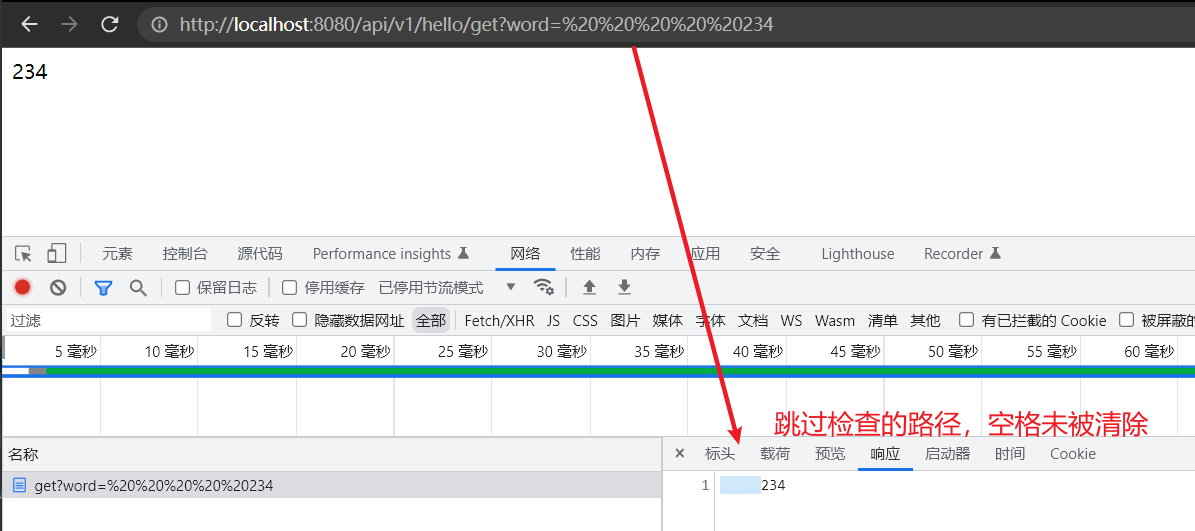 http://localhost:8080/api/v1/hello/get?word=%20%20%20%20%20234
234
元素 控制台 源代码 Performance insights 网络 性能 内存 应用 安全 Lighthouse Recorder
保留日志 停用缓存 已停用节流模式
过滤 反转 隐藏数据网址 全部 Fetch/XHR JS CSS 图片 媒体 字体 文档 WS Wasm 清单 其他 有已拦截的 Cookie 被屏蔽的
5 毫秒 10 毫秒 15 毫秒 20 毫秒 25 毫秒 30 毫秒 35 毫秒 40 毫秒 45 毫秒 50 毫秒 55 毫秒 60 毫秒
跳过检查的路径，空格未被清除
名称 标头 载荷 预览 响应 启动器 时间 Cookie
get?word=%20%20%20%20%20234 1 234